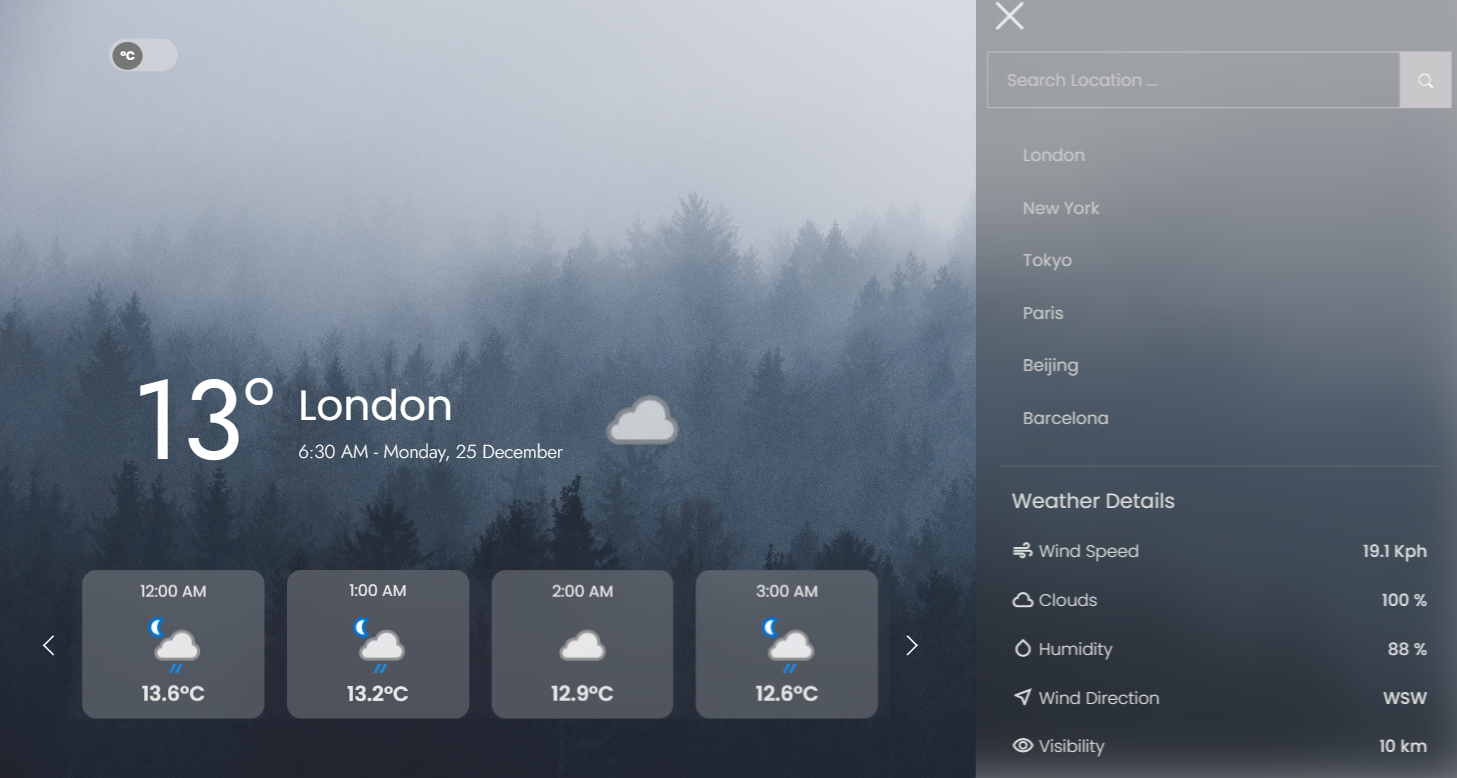 °C
13°
London
6:30 AM - Monday, 25 December
12:00 AM
13.6°C
1:00 AM
13.2°C
2:00 AM
12.9°C
3:00 AM
12.6°C
Search Location ...
London
New York
Tokyo
Paris
Beijing
Barcelona
Weather Details
Wind Speed 19.1 Kph
Clouds 100 %
Humidity 88 %
Wind Direction WSW
Visibility 10 km